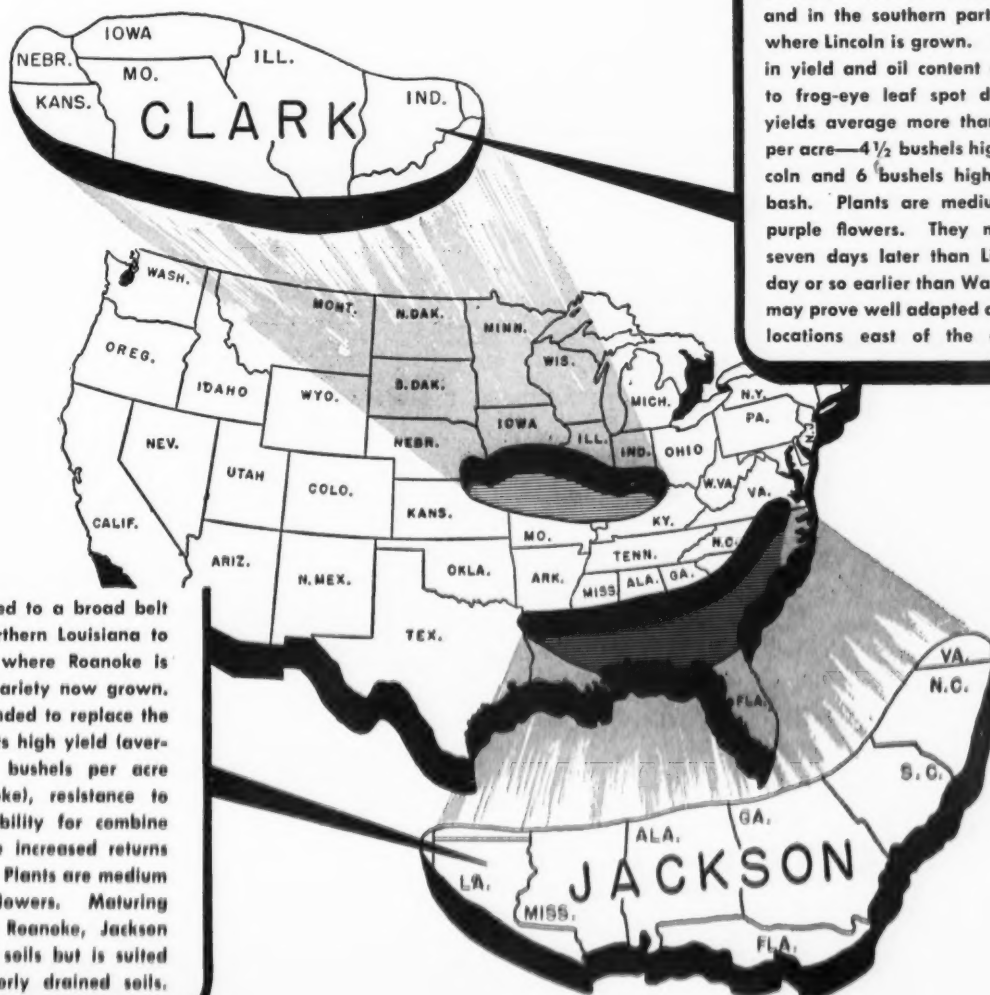 and in the southern part
where Lincoln is grown.
in yield and oil content
to frog-eye leaf spot d
yields average more than
per acre—4½ bushels hig
coln and 6 bushels high
bash. Plants are mediu
purple flowers. They m
seven days later than Li
day or so earlier than Wa
may prove well adapted a
locations east of the
IOWA
NEBR.
ILL.
MO.
KANS.
IND.
CLARK
WASH.
MONT.
N.DAK.
MINN.
OREG.
IDAHO
WYO.
S.DAK.
WIS.
MICH.
N.Y.
PA.
NEV.
UTAH
COLO.
NEBR.
IOWA
ILL.
IND.
OHIO
W.VA.
VA.
CALIF.
KANS.
MO.
KY.
ARIZ.
N.MEX.
OKLA.
ARK.
TENN.
N.C.
MISS.
ALA.
GA.
TEX.
FLA.
ed to a broad belt
rthern Louisiana to
where Roanoke is
ariety now grown.
nded to replace the
ts high yield (aver-
bushels per acre
ke), resistance to
bility for combine
e increased returns
Plants are medium
lowers. Maturing
Roanoke, Jackson
soils but is suited
orly drained soils.
VA.
N.C.
S.C.
GA.
ALA.
LA.
MISS.
JACKSON
FLA.